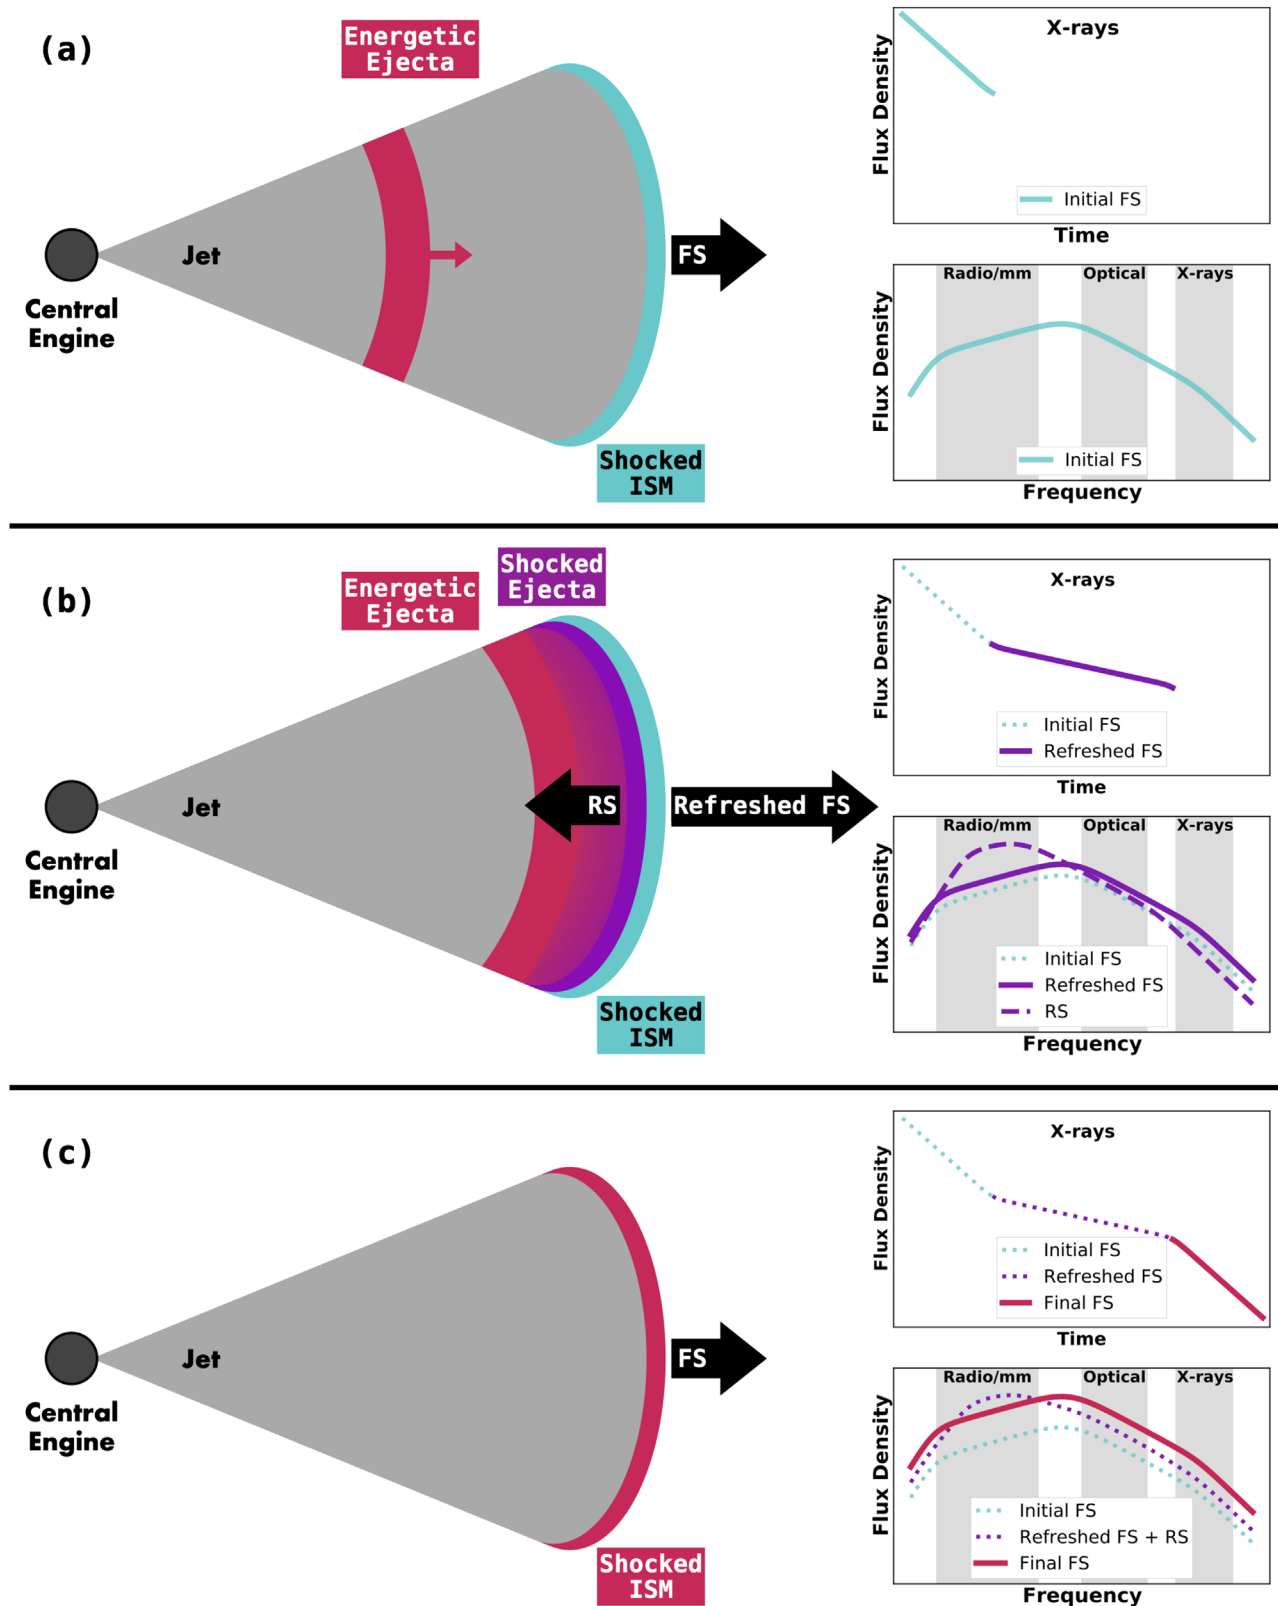 (a)
Energetic
Ejecta
Jet
Central
Engine
FS
Shocked
ISM
X-rays
Flux Density
Initial FS
Time
Radio/mm
Optical
X-rays
Flux Density
Initial FS
Frequency
(b)
Energetic
Ejecta
Shocked
Ejecta
Jet
Central
Engine
RS
Refreshed FS
Shocked
ISM
X-rays
Flux Density
Initial FS
Refreshed FS
Time
Radio/mm
Optical
X-rays
Flux Density
Initial FS
Refreshed FS
RS
Frequency
(c)
Jet
Central
Engine
FS
Shocked
ISM
X-rays
Flux Density
Initial FS
Refreshed FS
Final FS
Time
Radio/mm
Optical
X-rays
Flux Density
Initial FS
Refreshed FS + RS
Final FS
Frequency